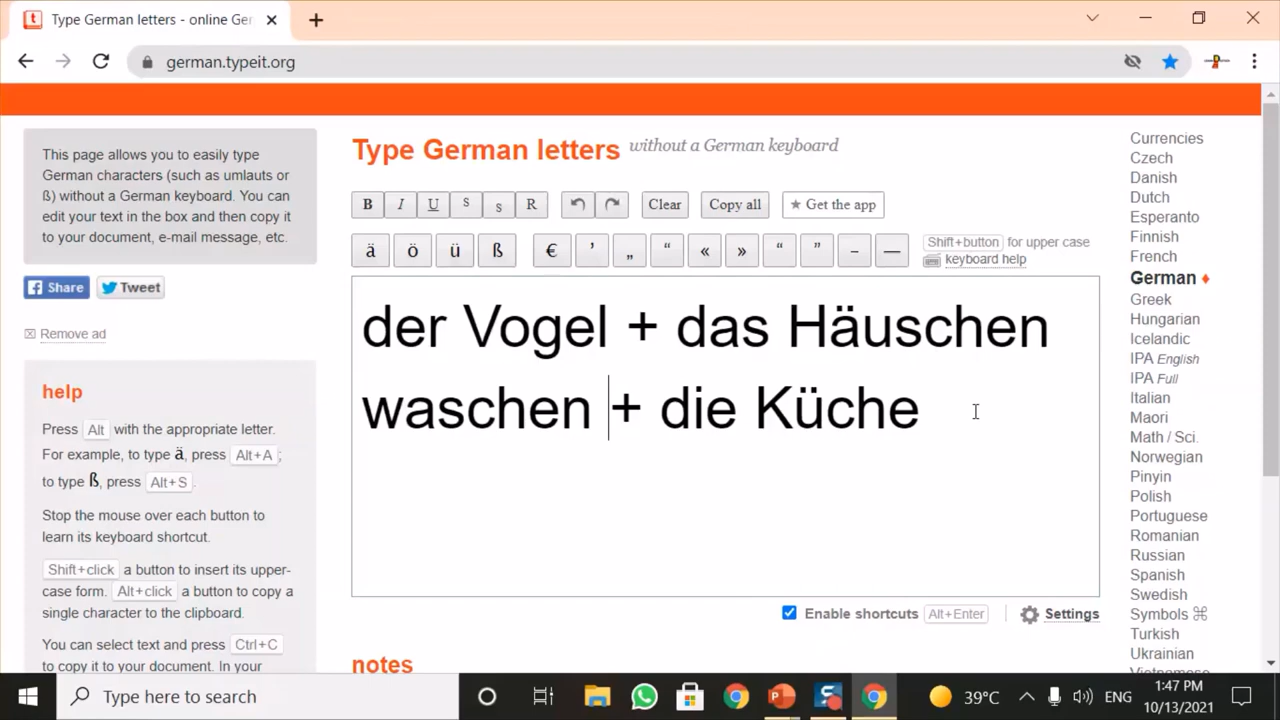 Type German letters - online Ger
german.typeit.org
This page allows you to easily type
German characters (such as umlauts or
ß) without a German keyboard. You can
edit your text in the box and then copy it
to your document, e-mail message, etc.
Share Tweet
Remove ad
help
Press Alt with the appropriate letter.
For example, to type ä, press Alt+A;
to type ß, press Alt+S.
Stop the mouse over each button to
learn its keyboard shortcut.
Shift+click a button to insert its upper-
case form. Alt+click a button to copy a
single character to the clipboard.
You can select text and press Ctrl+C
to copy it to your document. In your
Type German letters without a German keyboard
B I U S S R Clear Copy all ★ Get the app
ä ö ü ß € ’ „ “ « » “ ” – —
Shift+button for upper case
keyboard help
der Vogel + das Häuschen
waschen + die Küche
Enable shortcuts Alt+Enter Settings
notes
Currencies
Czech
Danish
Dutch
Esperanto
Finnish
French
German
Greek
Hungarian
Icelandic
IPA English
IPA Full
Italian
Maori
Math / Sci.
Norwegian
Pinyin
Polish
Portuguese
Romanian
Russian
Spanish
Swedish
Symbols ⌘
Turkish
Ukrainian
Vietnamese
Type here to search
39°C
ENG
1:47 PM
10/13/2021